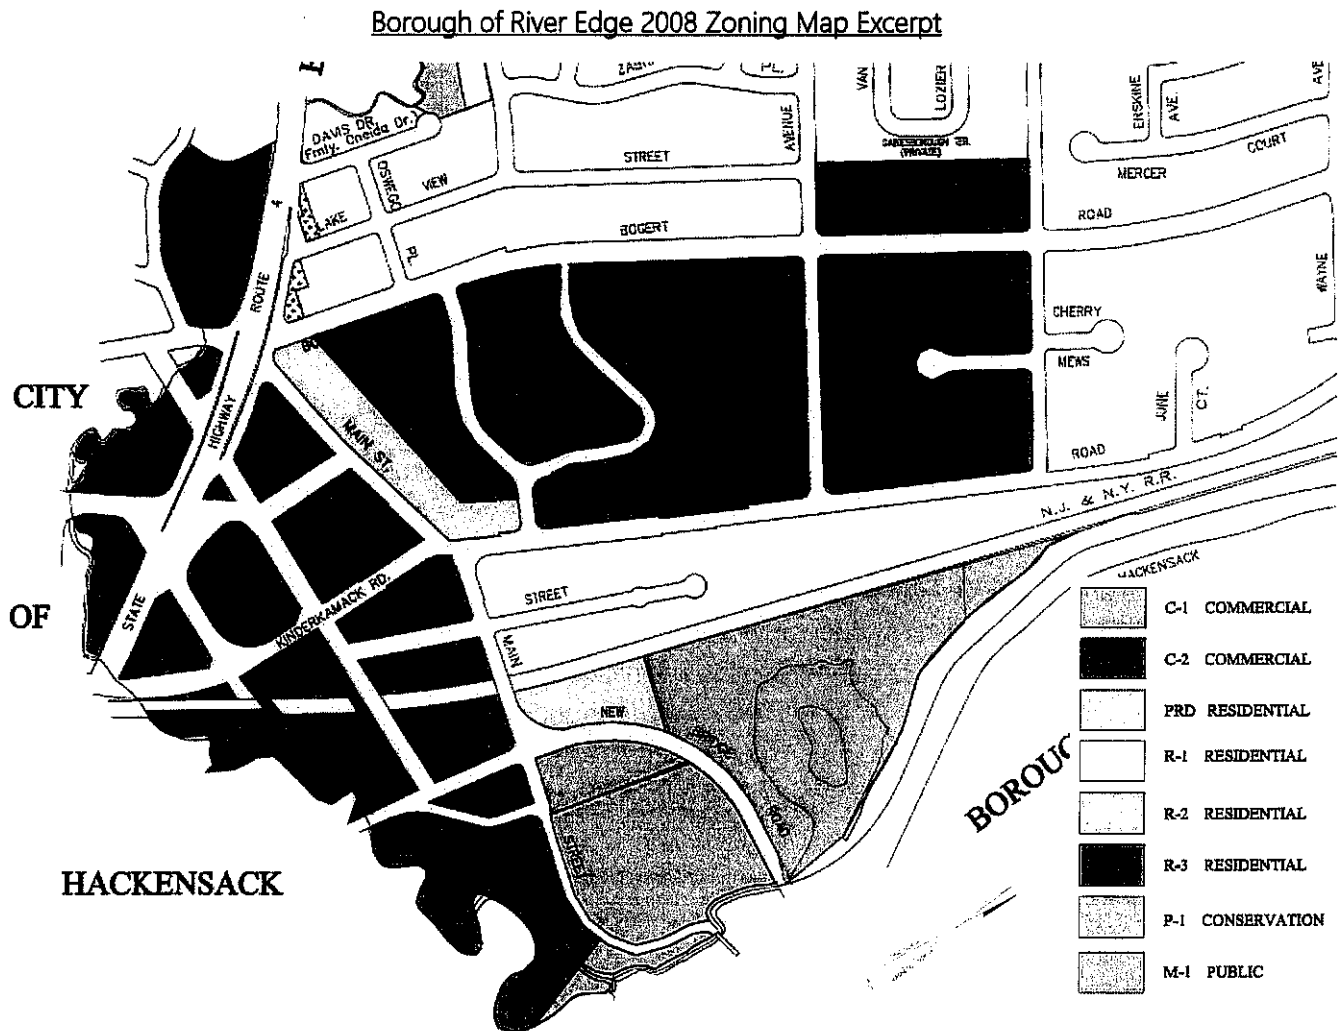 Borough of River Edge 2008 Zoning Map Excerpt
PL.
VAN
LOZIER
ERSKINE
AVE.
AVE
DAVIS DR.
Fmly. Oneida Dr.)
AVENUE
STREET
(PRIVATE)
COURT
MERCER
OSWEGO
VIEW
LAKE
BOGERT
ROAD
PL.
4
ROUTE
WAYNE
CHERRY
MEWS
CITY
HIGHWAY
MAIN ST.
JUNE
CT.
ROAD
N.J. & N.Y. R.R.
HACKENSACK
OF
STATE
KINDERKAMACK RD.
STREET
MAIN
NEW
BRIDGE
ROAD
STREET
HACKENSACK
C-1 COMMERCIAL
C-2 COMMERCIAL
PRD RESIDENTIAL
R-1 RESIDENTIAL
R-2 RESIDENTIAL
R-3 RESIDENTIAL
P-1 CONSERVATION
M-1 PUBLIC